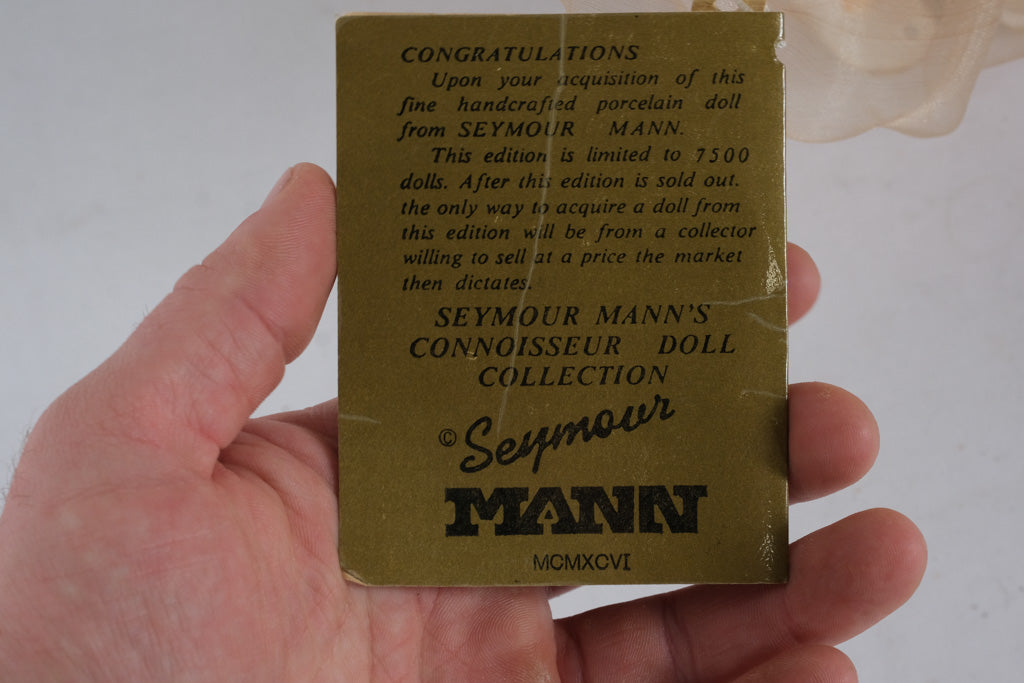 CONGRATULATIONS
Upon your acquisition of this
fine handcrafted porcelain doll
from SEYMOUR MANN.
This edition is limited to 7500
dolls. After this edition is sold out.
the only way to acquire a doll from
this edition will be from a collector
willing to sell at a price the market
then dictates.
SEYMOUR MANN'S
CONNOISSEUR DOLL
COLLECTION
© Seymour
MANN
MCMXCVI